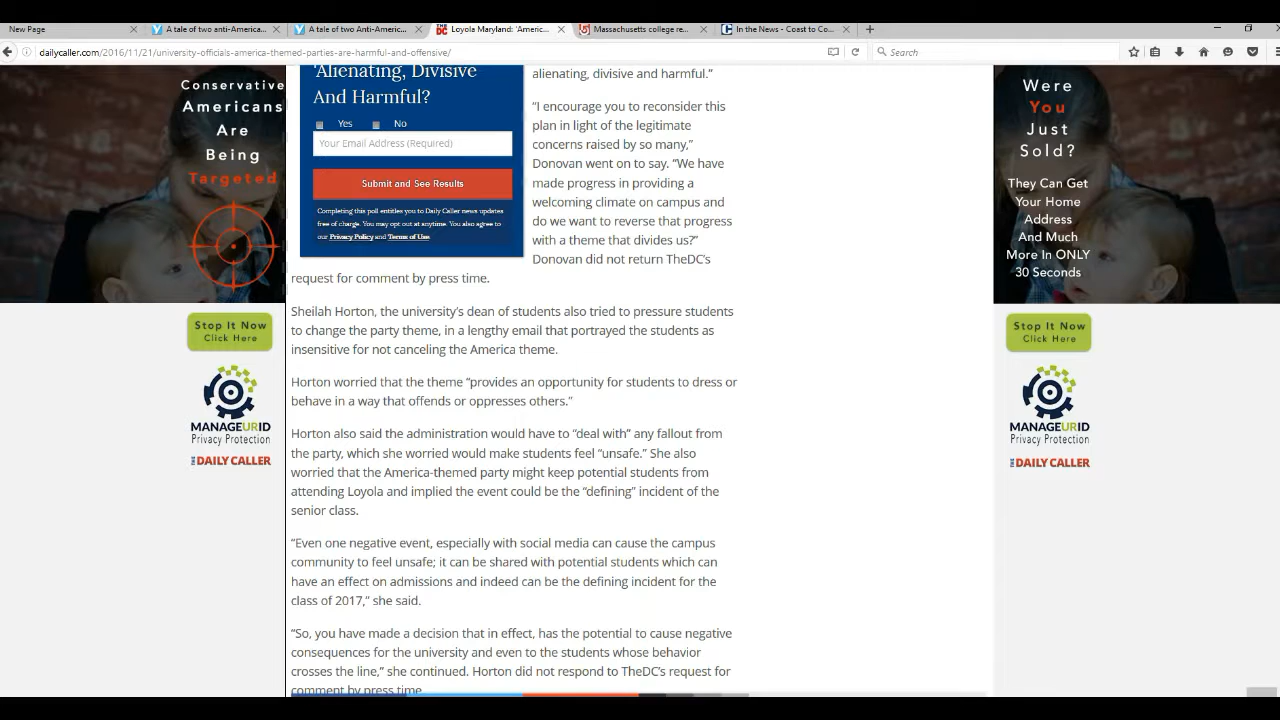 New Page
A tale of two anti-America...
A tale of two Anti-Americ...
Loyola Maryland: 'Americ...
Massachusetts college re...
In the News - Coast to Co...
dailycaller.com/2016/11/21/university-officials-america-themed-parties-are-harmful-and-offensive/
Search
Conservative
Americans
Are
Being
Targeted
Stop It Now
Click Here
MANAGEURID
Privacy Protection
THE DAILY CALLER
'Alienating, Divisive
And Harmful?
Yes No
Your Email Address (Required)
Submit and See Results
Completing this poll entitles you to Daily Caller news updates
free of charge. You may opt out at anytime. You also agree to
our Privacy Policy and Terms of Use.
alienating, divisive and harmful.”
“I encourage you to reconsider this
plan in light of the legitimate
concerns raised by so many,”
Donovan went on to say. “We have
made progress in providing a
welcoming climate on campus and
do we want to reverse that progress
with a theme that divides us?”
Donovan did not return TheDC’s
request for comment by press time.
Sheilah Horton, the university’s dean of students also tried to pressure students
to change the party theme, in a lengthy email that portrayed the students as
insensitive for not canceling the America theme.
Horton worried that the theme “provides an opportunity for students to dress or
behave in a way that offends or oppresses others.”
Horton also said the administration would have to “deal with” any fallout from
the party, which she worried would make students feel “unsafe.” She also
worried that the America-themed party might keep potential students from
attending Loyola and implied the event could be the “defining” incident of the
senior class.
“Even one negative event, especially with social media can cause the campus
community to feel unsafe; it can be shared with potential students which can
have an effect on admissions and indeed can be the defining incident for the
class of 2017,” she said.
“So, you have made a decision that in effect, has the potential to cause negative
consequences for the university and even to the students whose behavior
crosses the line,” she continued. Horton did not respond to TheDC’s request for
comment by press time.
Were
You
Just
Sold?
They Can Get
Your Home
Address
And Much
More In ONLY
30 Seconds
Stop It Now
Click Here
MANAGEURID
Privacy Protection
THE DAILY CALLER